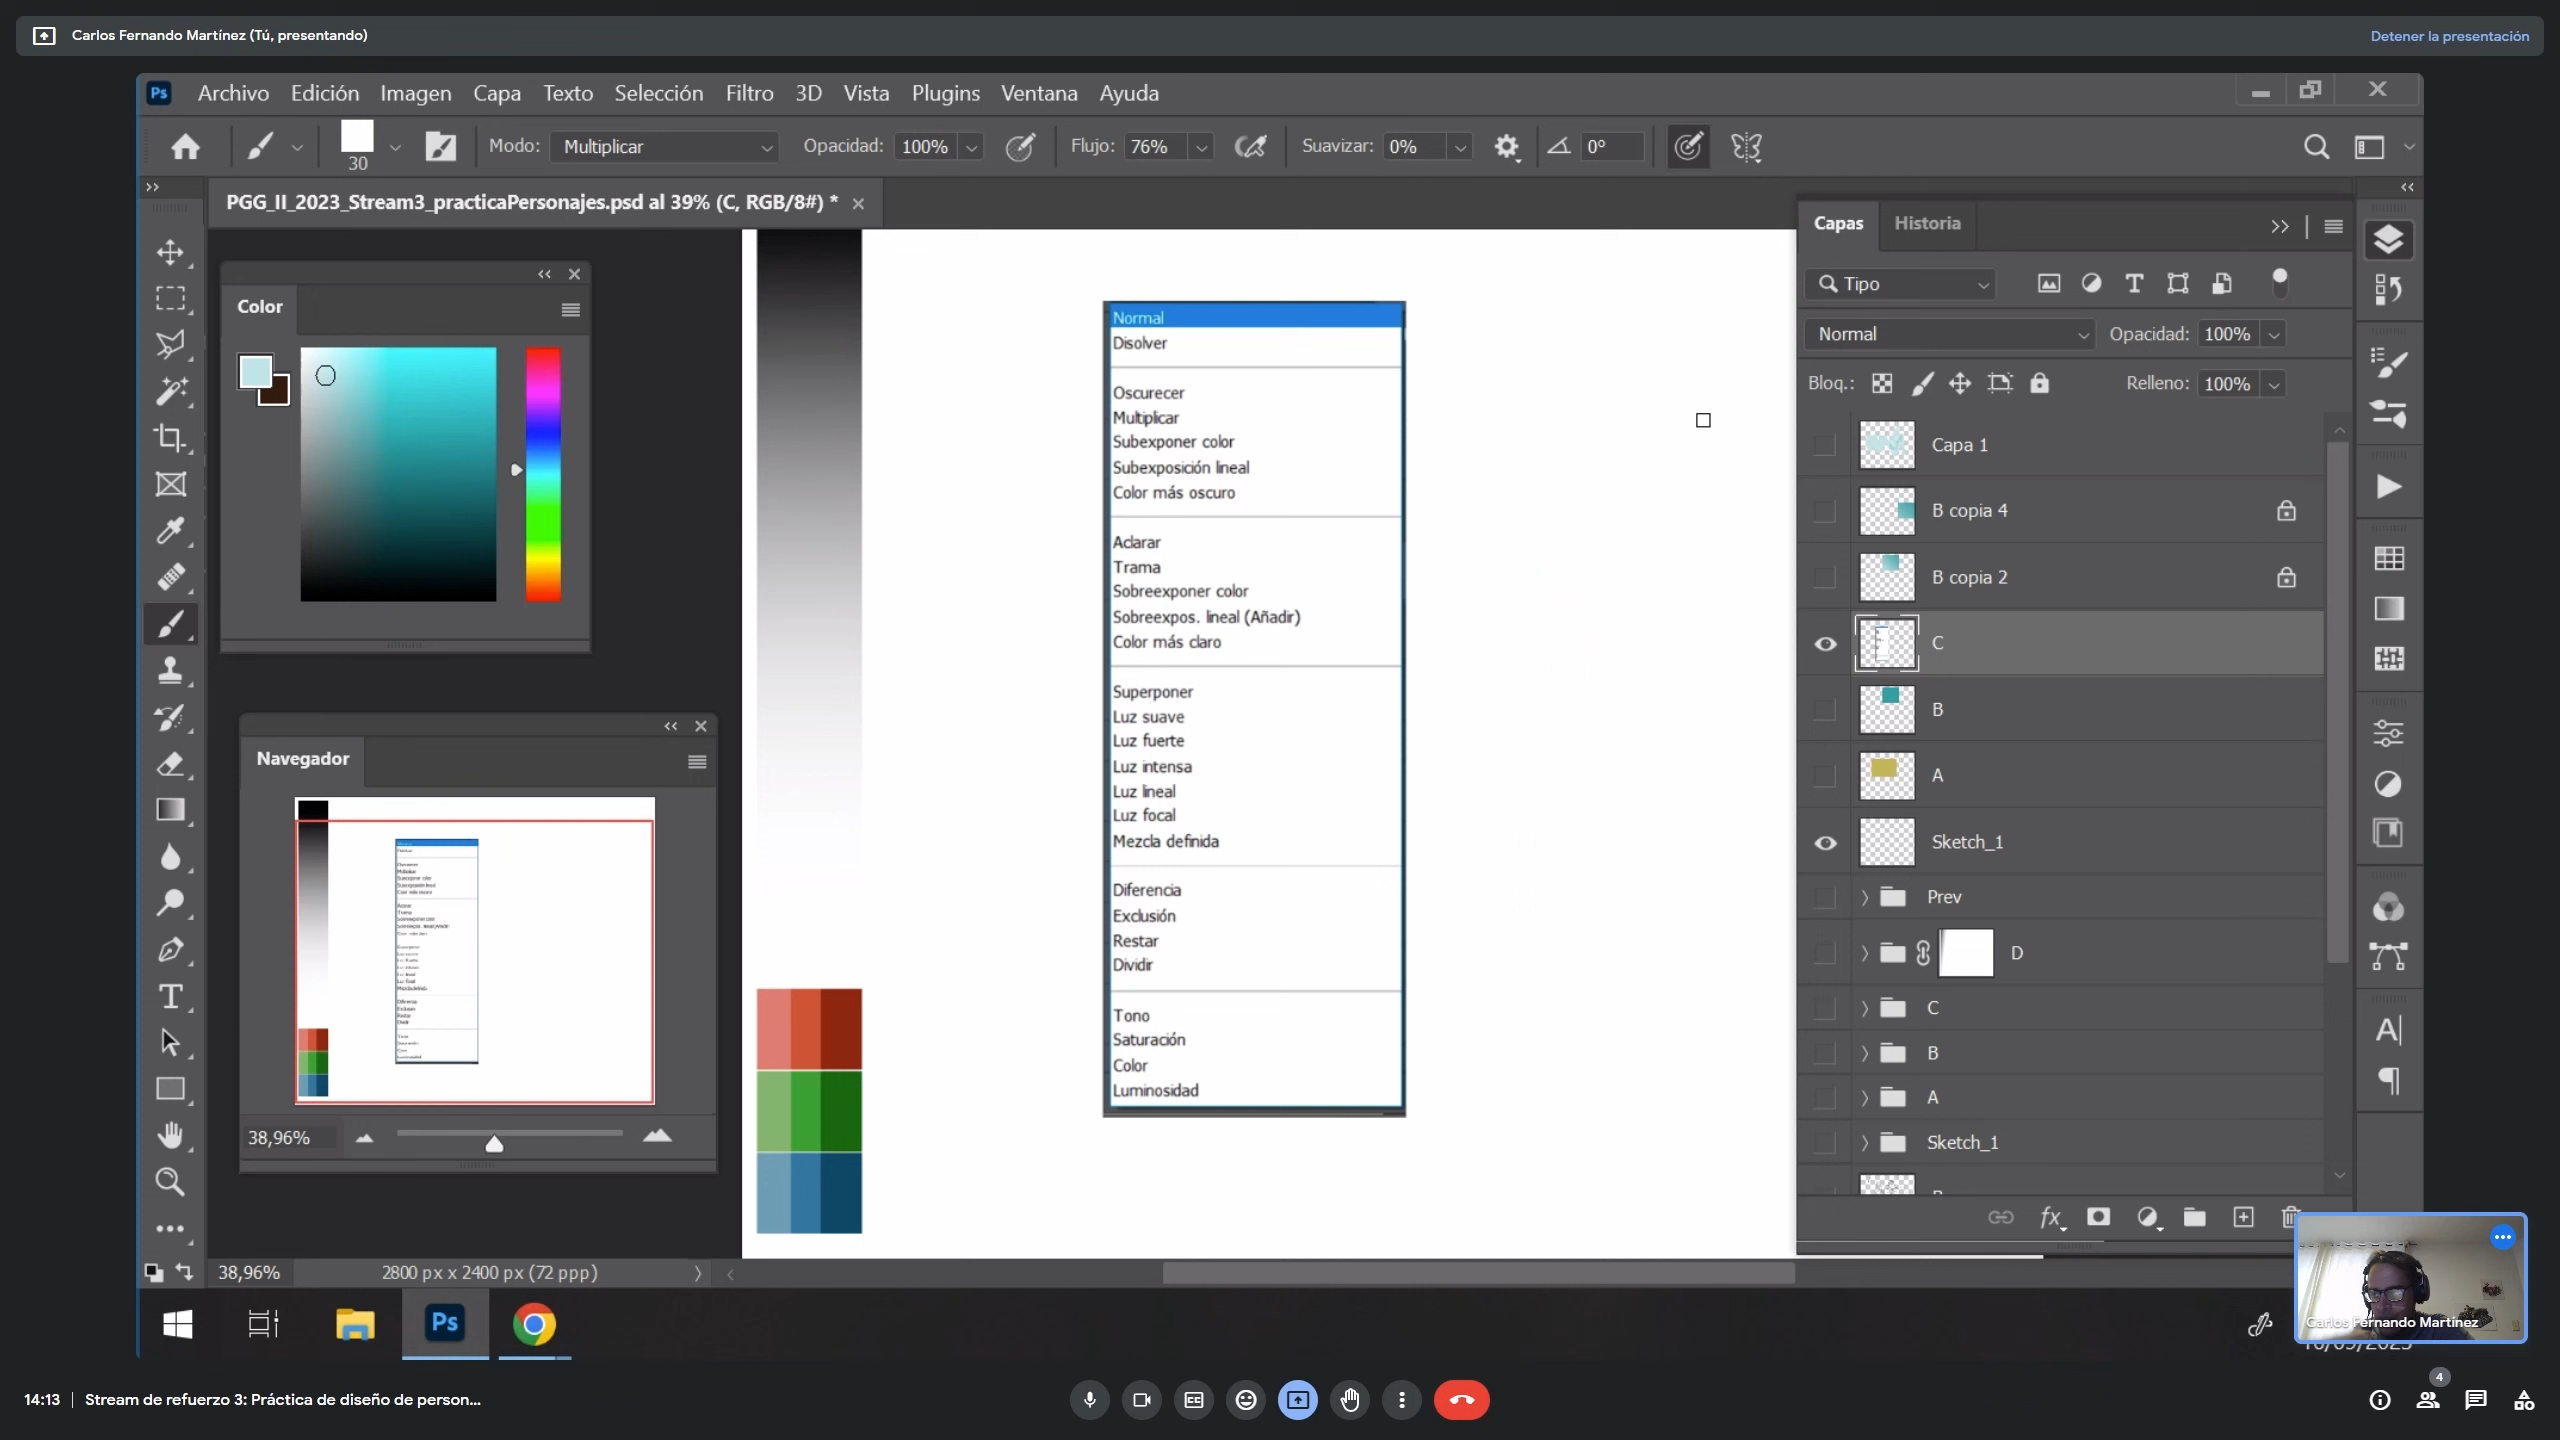 Carlos Fernando Martínez (Tú, presentando)
Detener la presentación
Ps Archivo Edición Imagen Capa Texto Selección Filtro 3D Vista Plugins Ventana Ayuda
30 Modo: Multiplicar Opacidad: 100% Flujo: 76% Suavizar: 0% 0°
PGG_II_2023_Stream3_practicaPersonajes.psd al 39% (C, RGB/8#) *
Color
Navegador
38,96%
Normal
Disolver
Oscurecer
Multiplicar
Subexponer color
Subexposición lineal
Color más oscuro
Aclarar
Trama
Sobreexponer color
Sobreexpos. lineal (Añadir)
Color más claro
Superponer
Luz suave
Luz fuerte
Luz intensa
Luz lineal
Luz focal
Mezcla definida
Diferencia
Exclusión
Restar
Dividir
Tono
Saturación
Color
Luminosidad
Capas Historia
Tipo
Normal Opacidad: 100%
Bloq.: Relleno: 100%
Capa 1
B copia 4
B copia 2
C
B
A
Sketch_1
Prev
D
C
B
A
Sketch_1
fx
38,96% 2800 px x 2400 px (72 ppp)
Ps
Carlos Fernando Martínez
14:13 | Stream de refuerzo 3: Práctica de diseño de person...
4